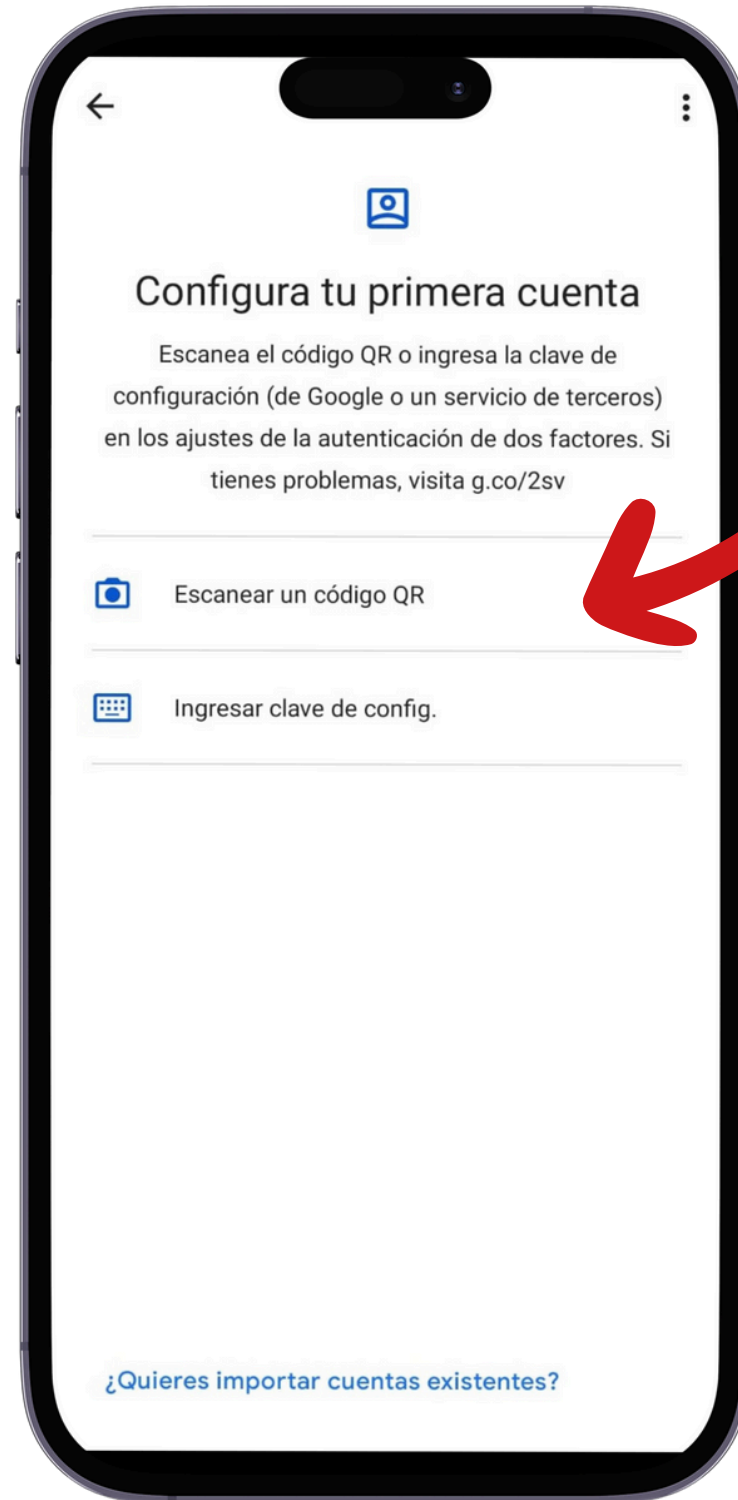 Configura tu primera cuenta
Escanea el código QR o ingresa la clave de
configuración (de Google o un servicio de terceros)
en los ajustes de la autenticación de dos factores. Si
tienes problemas, visita g.co/2sv
Escanear un código QR
Ingresar clave de config.
¿Quieres importar cuentas existentes?